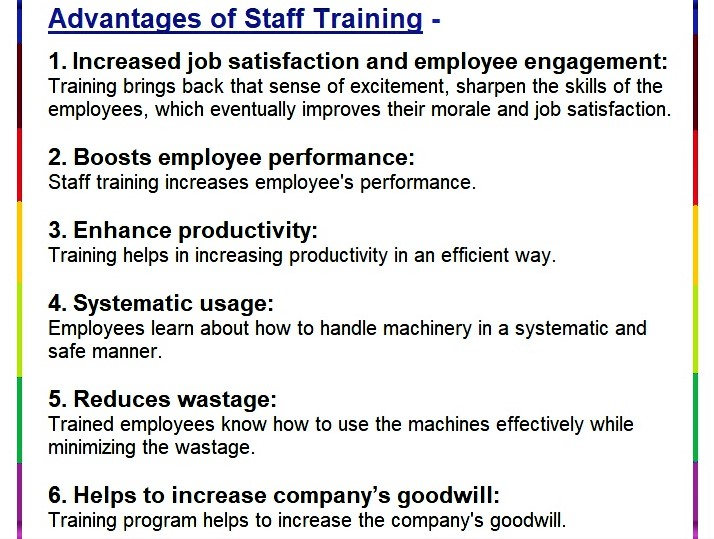 Advantages of Staff Training -
1. Increased job satisfaction and employee engagement:
Training brings back that sense of excitement, sharpen the skills of the
employees, which eventually improves their morale and job satisfaction.
2. Boosts employee performance:
Staff training increases employee's performance.
3. Enhance productivity:
Training helps in increasing productivity in an efficient way.
4. Systematic usage:
Employees learn about how to handle machinery in a systematic and
safe manner.
5. Reduces wastage:
Trained employees know how to use the machines effectively while
minimizing the wastage.
6. Helps to increase company’s goodwill:
Training program helps to increase the company's goodwill.